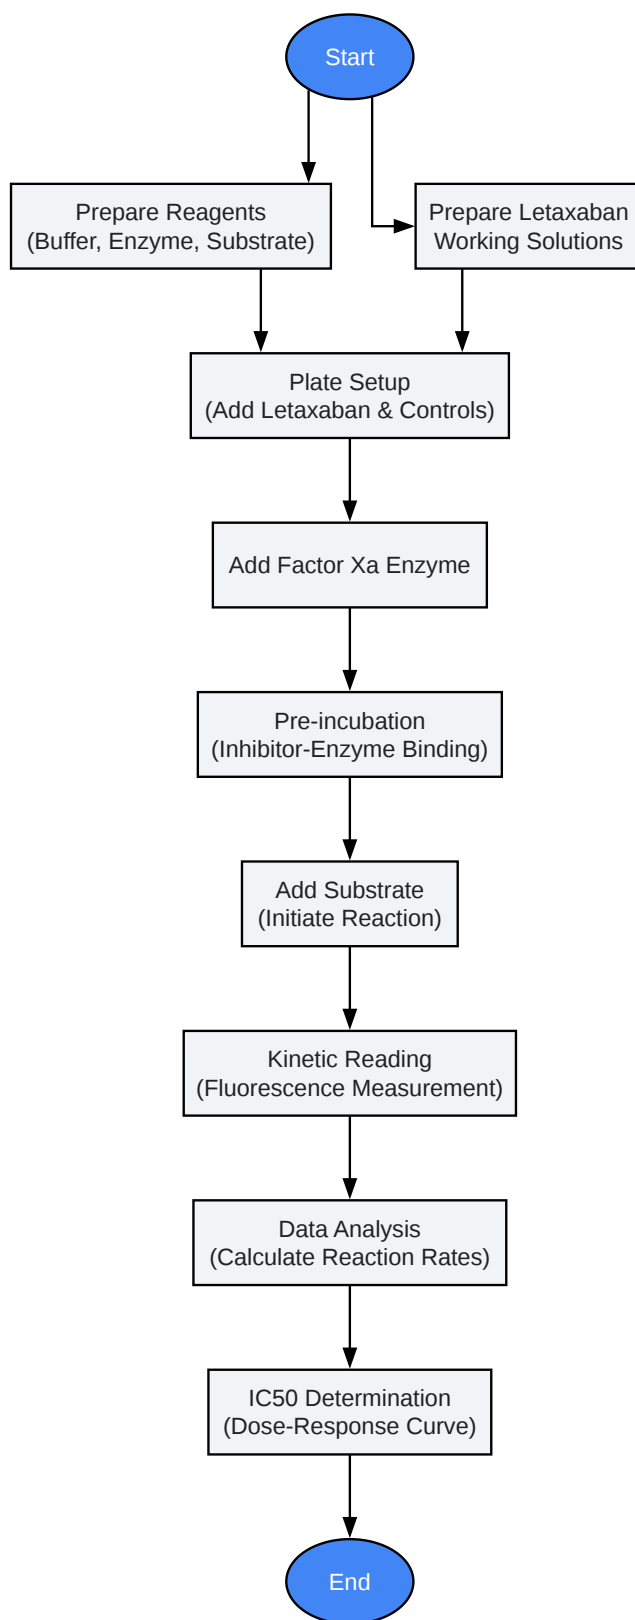 Start
Prepare Reagents
(Buffer, Enzyme, Substrate)
Prepare Letaxaban
Working Solutions
Plate Setup
(Add Letaxaban & Controls)
Add Factor Xa Enzyme
Pre-incubation
(Inhibitor-Enzyme Binding)
Add Substrate
(Initiate Reaction)
Kinetic Reading
(Fluorescence Measurement)
Data Analysis
(Calculate Reaction Rates)
IC50 Determination
(Dose-Response Curve)
End